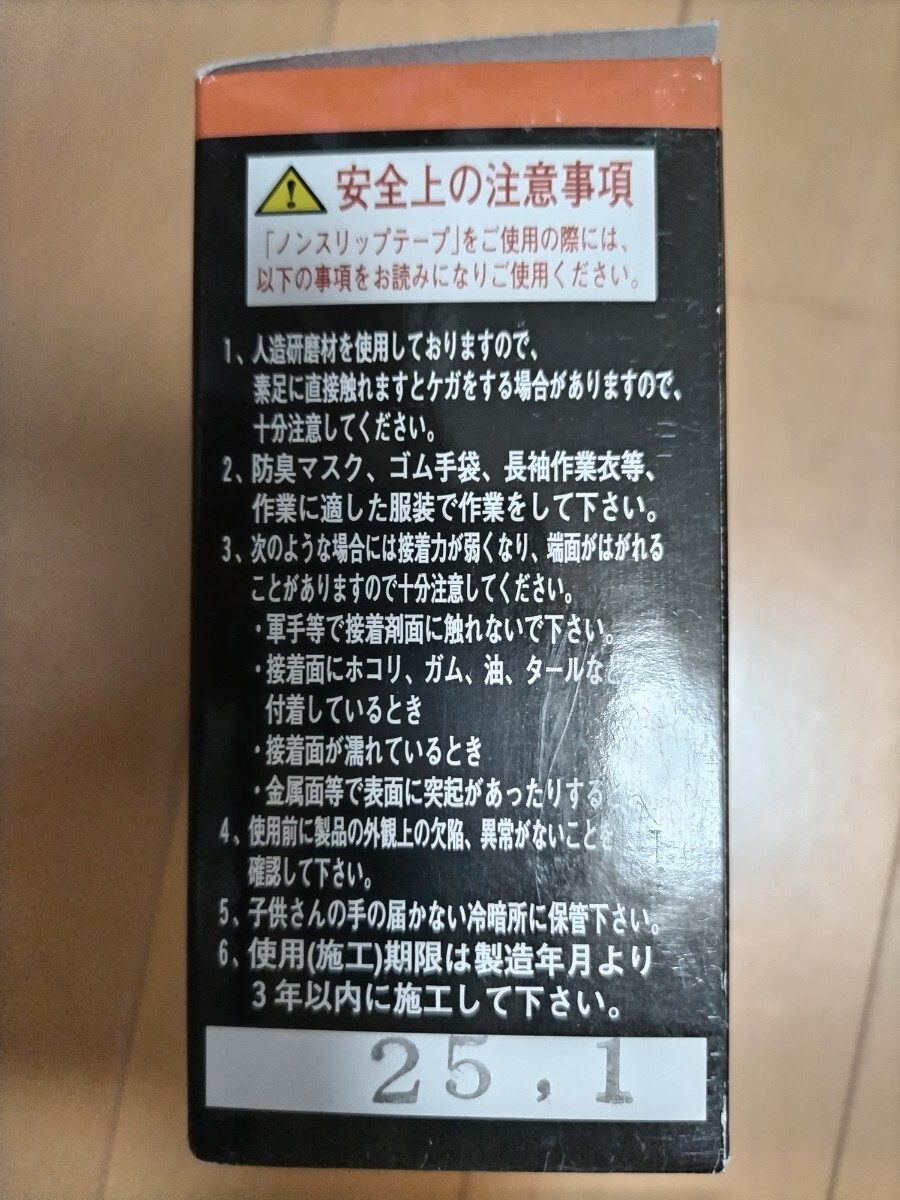 安全上の注意事項
「ノンスリップテープ」をご使用の際には、
以下の事項をお読みになりご使用ください。
1、人造研磨材を使用しておりますので、
素足に直接触れますとケガをする場合がありますので、
十分注意してください。
2、防臭マスク、ゴム手袋、長袖作業衣等、
作業に適した服装で作業をして下さい。
3、次のような場合には接着力が弱くなり、端面がはがれる
ことがありますので十分注意してください。
・軍手等で接着剤面に触れないで下さい。
・接着面にホコリ、ガム、油、タールなど
付着しているとき
・接着面が濡れているとき
・金属面等で表面に突起があったりする
4、使用前に製品の外観上の欠陥、異常がないこと
確認して下さい。
5、子供さんの手の届かない冷暗所に保管下さい。
6、使用(施工)期限は製造年月より
3年以内に施工して下さい。
25,1